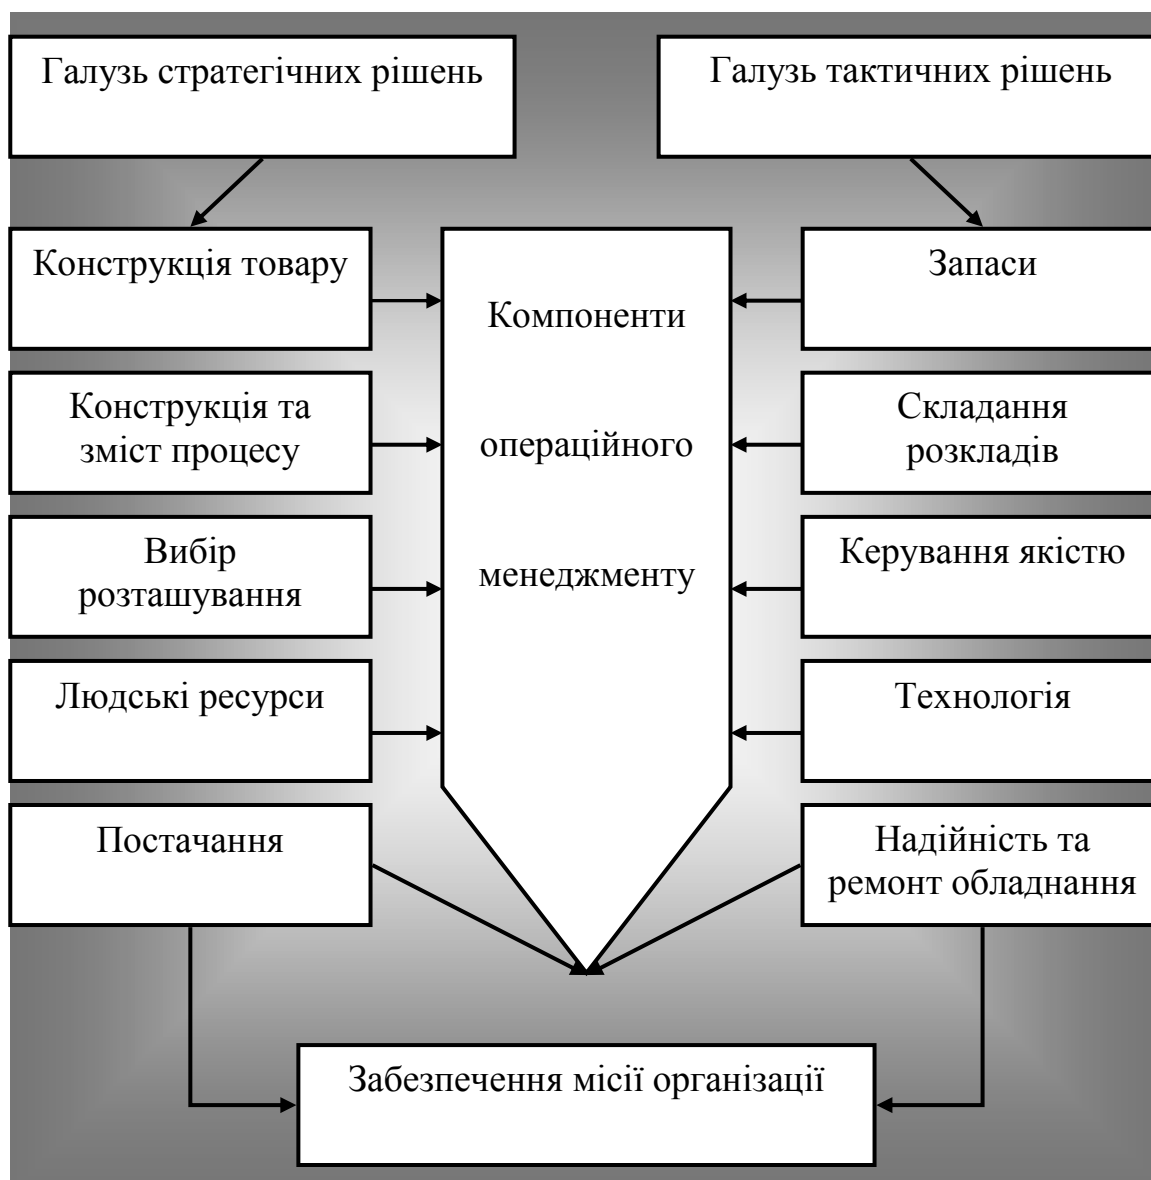 Галузь стратегічних рішень
Галузь тактичних рішень
Конструкція товару
Компоненти
операційного
менеджменту
Запаси
Конструкція та
зміст процесу
Складання
розкладів
Вибір
розташування
Керування якістю
Людські ресурси
Технологія
Постачання
Надійність та
ремонт обладнання
Забезпечення місії організації